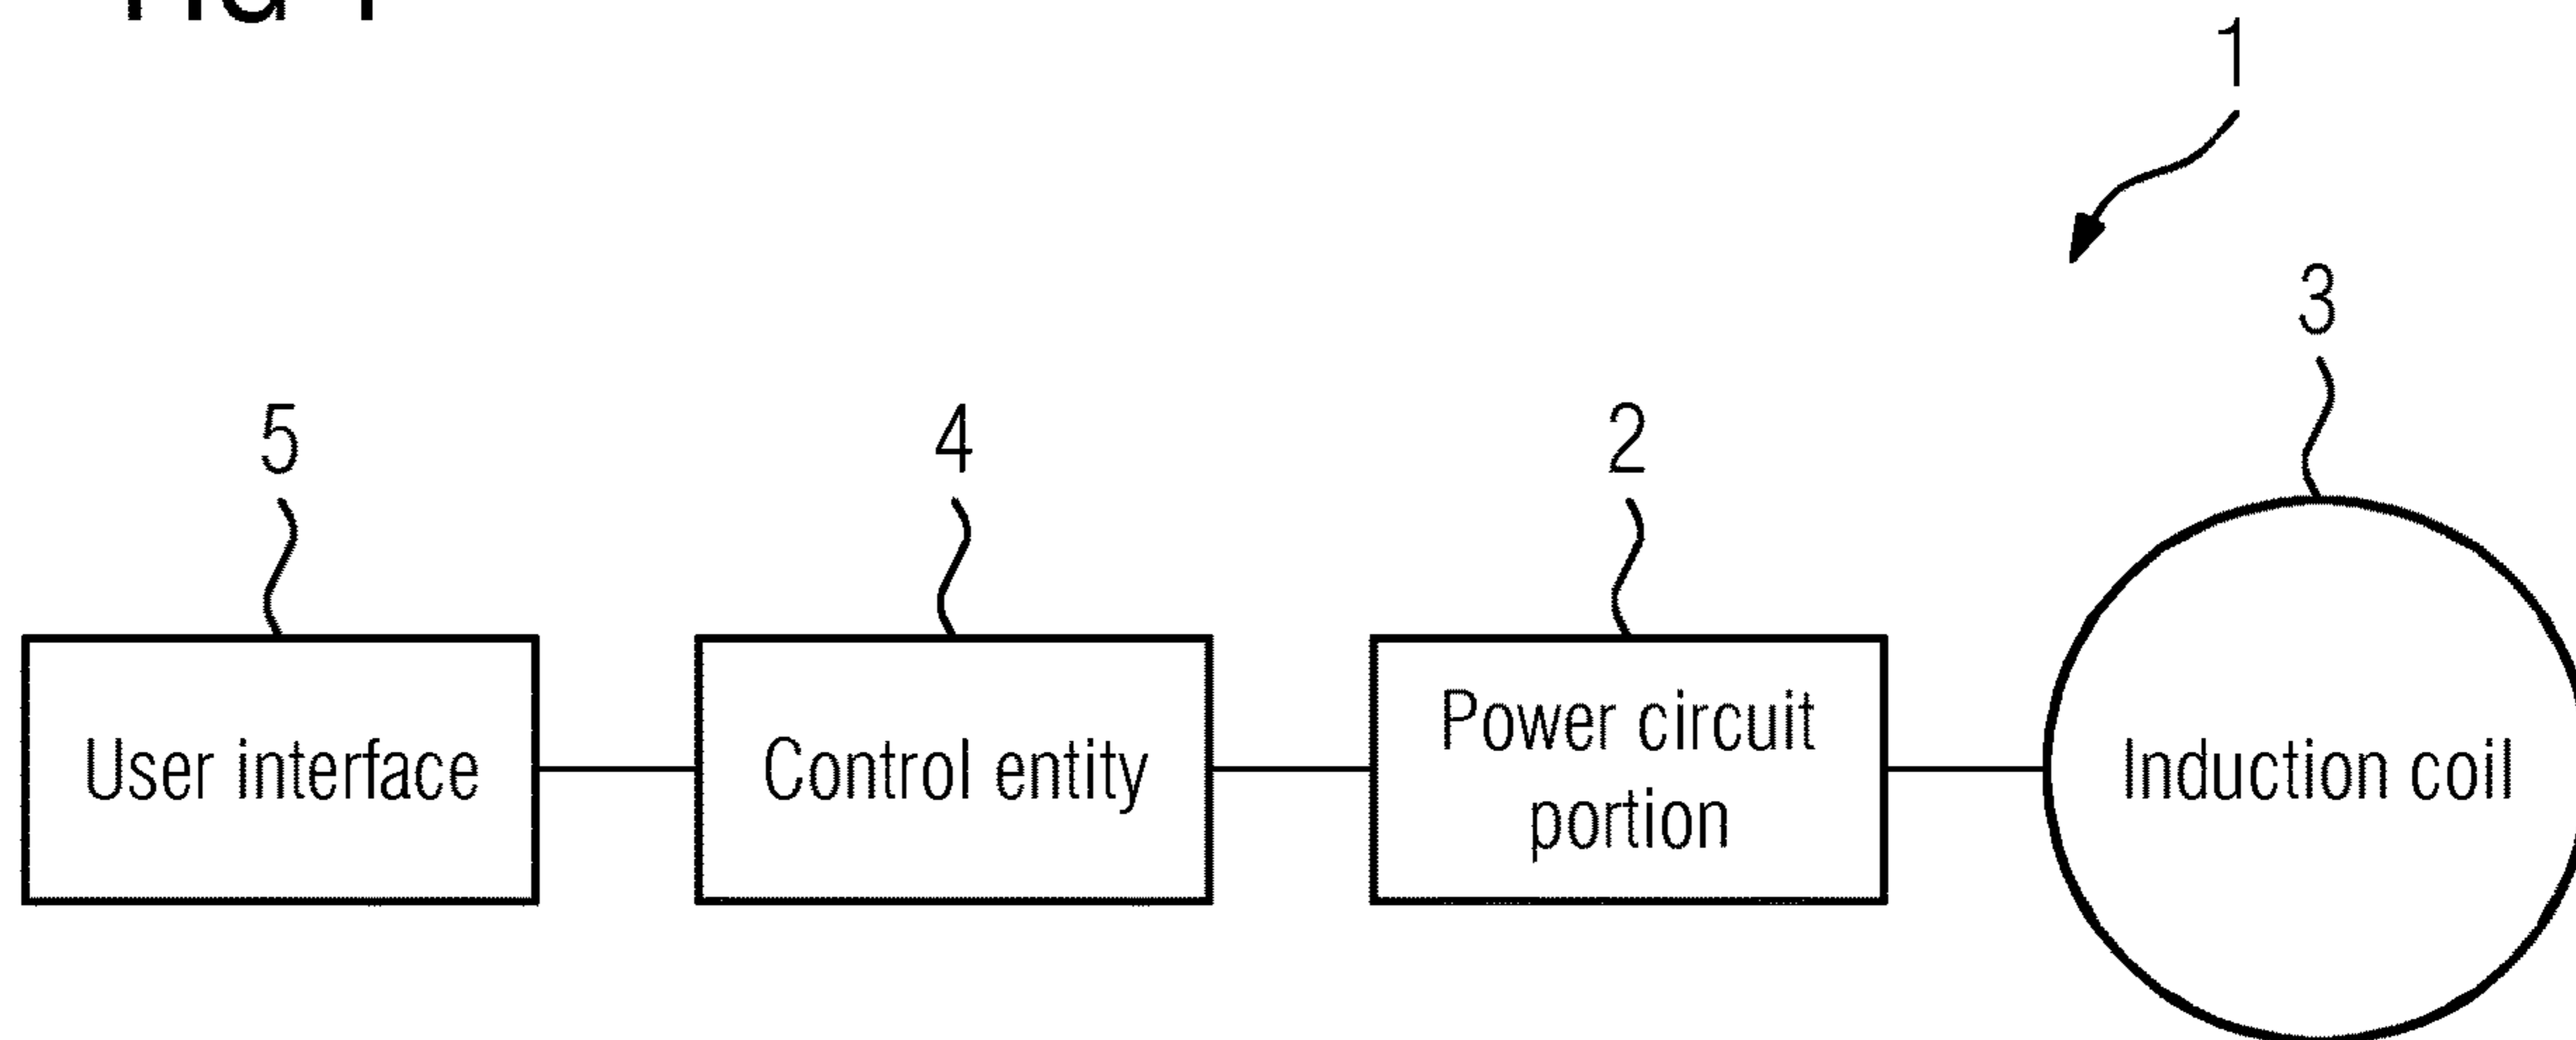 1
3
5
4
2
User interface
Control entity
Power circuit
portion
Induction coil